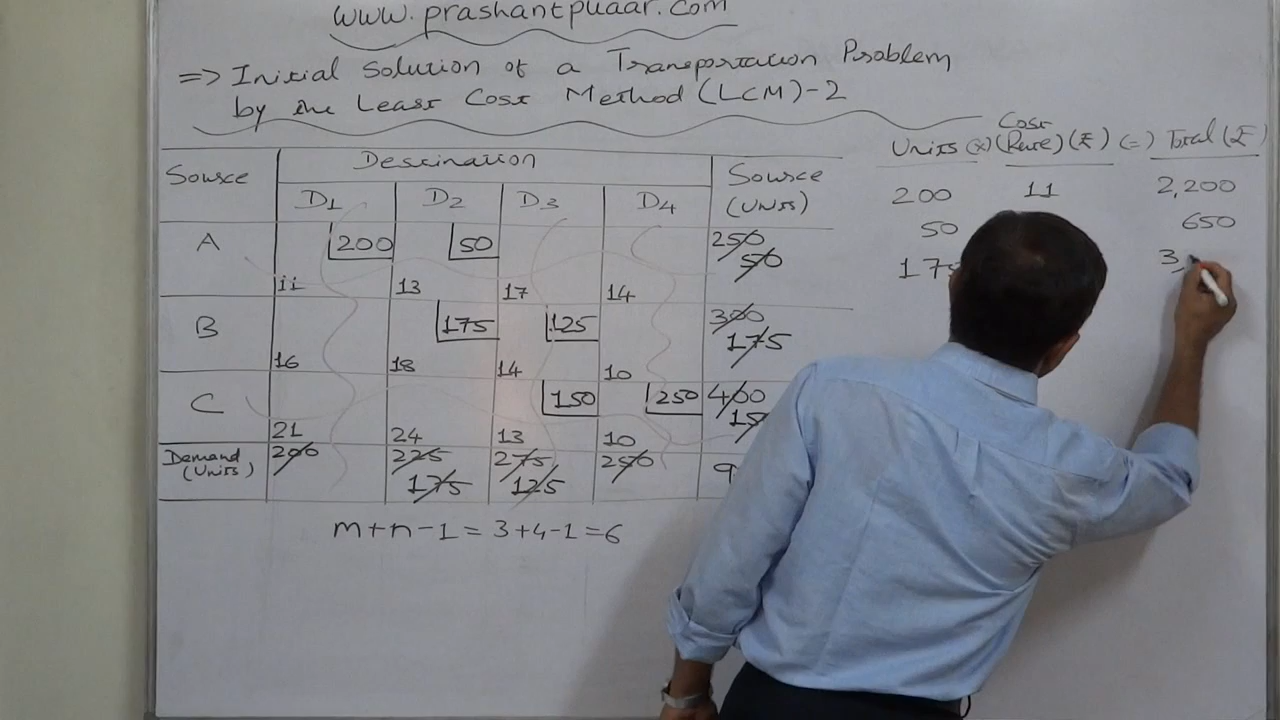 www.prashantpuaar.com
=> Initial Solution of a Transportation Problem
by the Least Cost Method (LCM)-2
Source Destination Source (Units)
D1 D2 D3 D4
A 200 50 250 50
11 13 17 14
B 175 125 300 175
16 18 14 10
C 150 250 400
21 24 13 10
Demand (Units) 200 225 275 250
175 125
m+n-1=3+4-1=6
Units (x) Cost (Rate) (₹) (=) Total (₹)
200 11 2,200
50 650
175 3,